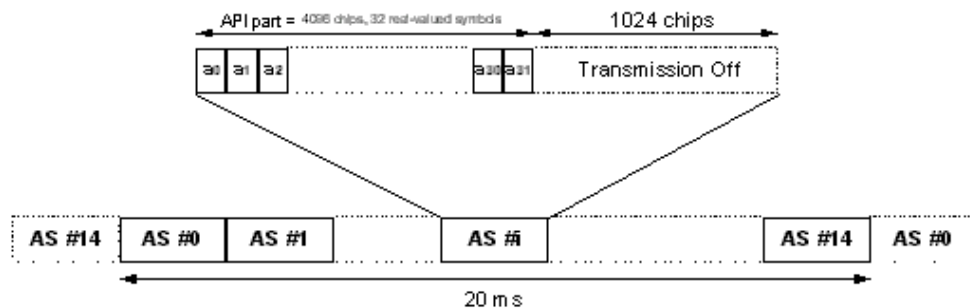 API part = 4096 chips, 32 real-valued symbols
1024 chips
a0 a1 a2 a30 a31 Transmission Off
AS #14 AS #0 AS #1 AS #i AS #14 AS #0
20 ms